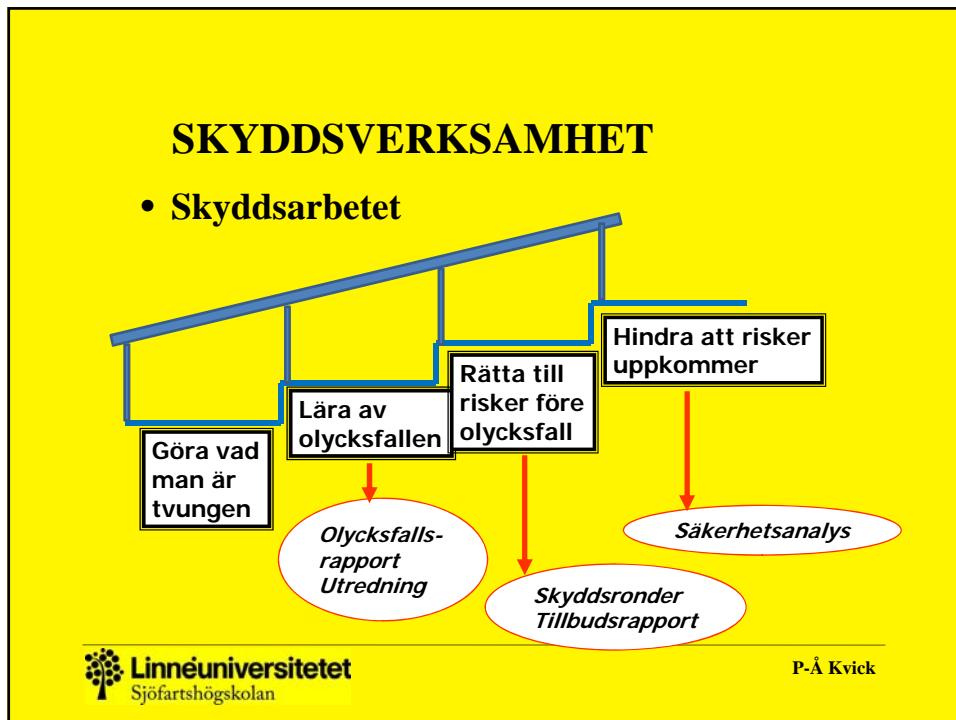 SKYDDSVERKSAMHET
• Skyddsarbetet
Göra vad
man är
tvungen
Lära av
olycksfallen
Rätta till
risker före
olycksfall
Hindra att risker
uppkommer
Olycksfalls-
rapport
Utredning
Skyddsronder
Tillbudsrapport
Säkerhetsanalys
Linnéuniversitetet
Sjöfartshögskolan
P-Å Kvick